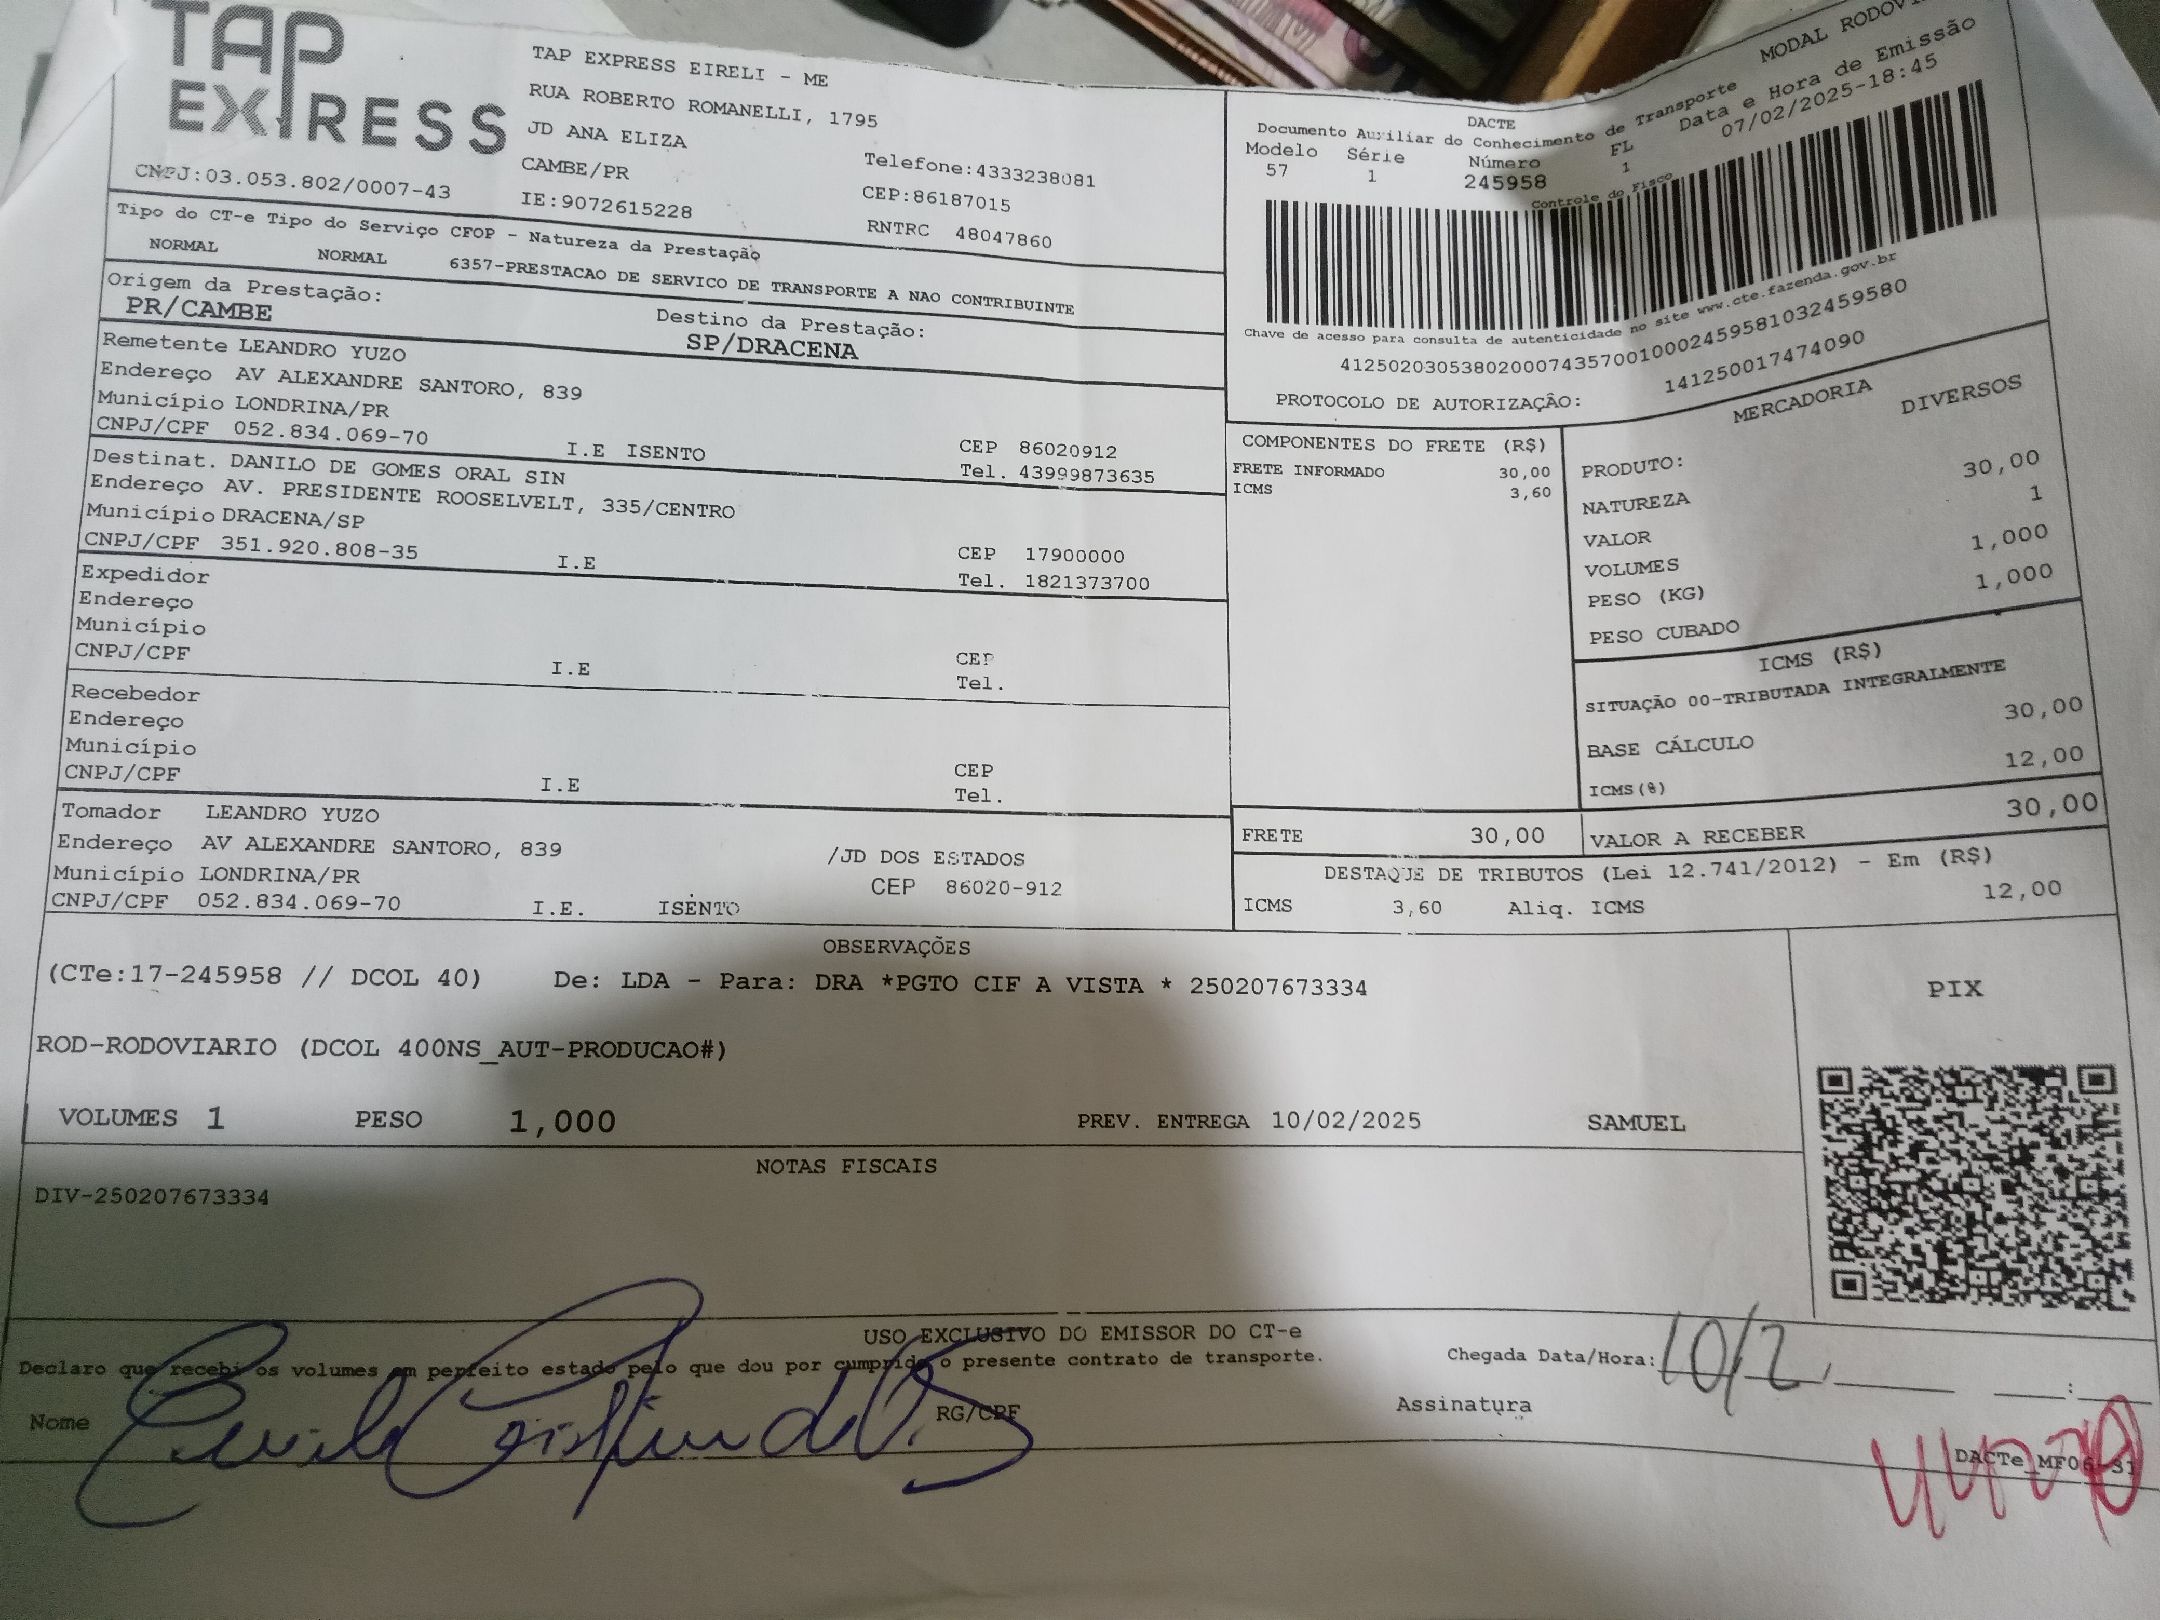 TAP
EXPRESS
CNPJ:03.053.802/0007-43
TAP EXPRESS EIRELI - ME
RUA ROBERTO ROMANELLI, 1795
JD ANA ELIZA
CAMBE/PR
IE:9072615228
Telefone:4333238081
CEP:86187015
RNTRC 48047860
MODAL
DACTE
Documento Auxiliar do Conhecimento de Transporte
Modelo Série Número FL Data e Hora de Emissão
57 1 245958 1 07/02/2025-18:45
Controle do Fisco
Chave de acesso para consulta de autenticidade no site www.cte.fazenda.gov.br
41250203053802000743570010002459581032459580
PROTOCOLO DE AUTORIZAÇÃO: 141250017474090
Tipo do CT-e Tipo do Serviço CFOP - Natureza da Prestação
NORMAL NORMAL 6357-PRESTACAO DE SERVICO DE TRANSPORTE A NAO CONTRIBUINTE
Origem da Prestação: Destino da Prestação:
PR/CAMBE SP/DRACENA
Remetente LEANDRO YUZO
Endereço AV ALEXANDRE SANTORO, 839
Município LONDRINA/PR CEP 86020912
CNPJ/CPF 052.834.069-70 I.E ISENTO Tel. 43999873635
Destinat. DANILO DE GOMES ORAL SIN
Endereço AV. PRESIDENTE ROOSELVELT, 335/CENTRO
Município DRACENA/SP CEP 17900000
CNPJ/CPF 351.920.808-35 I.E Tel. 1821373700
Expedidor
Endereço
Município CEP
CNPJ/CPF I.E Tel.
Recebedor
Endereço
Município CEP
CNPJ/CPF I.E Tel.
Tomador LEANDRO YUZO
Endereço AV ALEXANDRE SANTORO, 839 /JD DOS ESTADOS
Município LONDRINA/PR CEP 86020-912
CNPJ/CPF 052.834.069-70 I.E. ISENTO
COMPONENTES DO FRETE (R$)
FRETE INFORMADO 30,00
ICMS 3,60
MERCADORIA
PRODUTO: DIVERSOS
NATUREZA
VALOR 30,00
VOLUMES 1
PESO (KG) 1,000
PESO CUBADO 1,000
ICMS (R$)
SITUAÇÃO 00-TRIBUTADA INTEGRALMENTE
BASE CÁLCULO 30,00
ICMS(%) 12,00
FRETE 30,00 VALOR A RECEBER 30,00
DESTAQUE DE TRIBUTOS (Lei 12.741/2012) - Em (R$)
ICMS 3,60 Aliq. ICMS 12,00
OBSERVAÇÕES
(CTe:17-245958 // DCOL 40) De: LDA - Para: DRA *PGTO CIF A VISTA * 250207673334
ROD-RODOVIARIO (DCOL 400NS_AUT-PRODUCAO#)
VOLUMES 1 PESO 1,000 PREV. ENTREGA 10/02/2025 SAMUEL
PIX
NOTAS FISCAIS
DIV-250207673334
USO EXCLUSIVO DO EMISSOR DO CT-e
Declaro que recebi os volumes em perfeito estado pelo que dou por cumprido o presente contrato de transporte.
Chegada Data/Hora: 10/2
Nome RG/CPF Assinatura